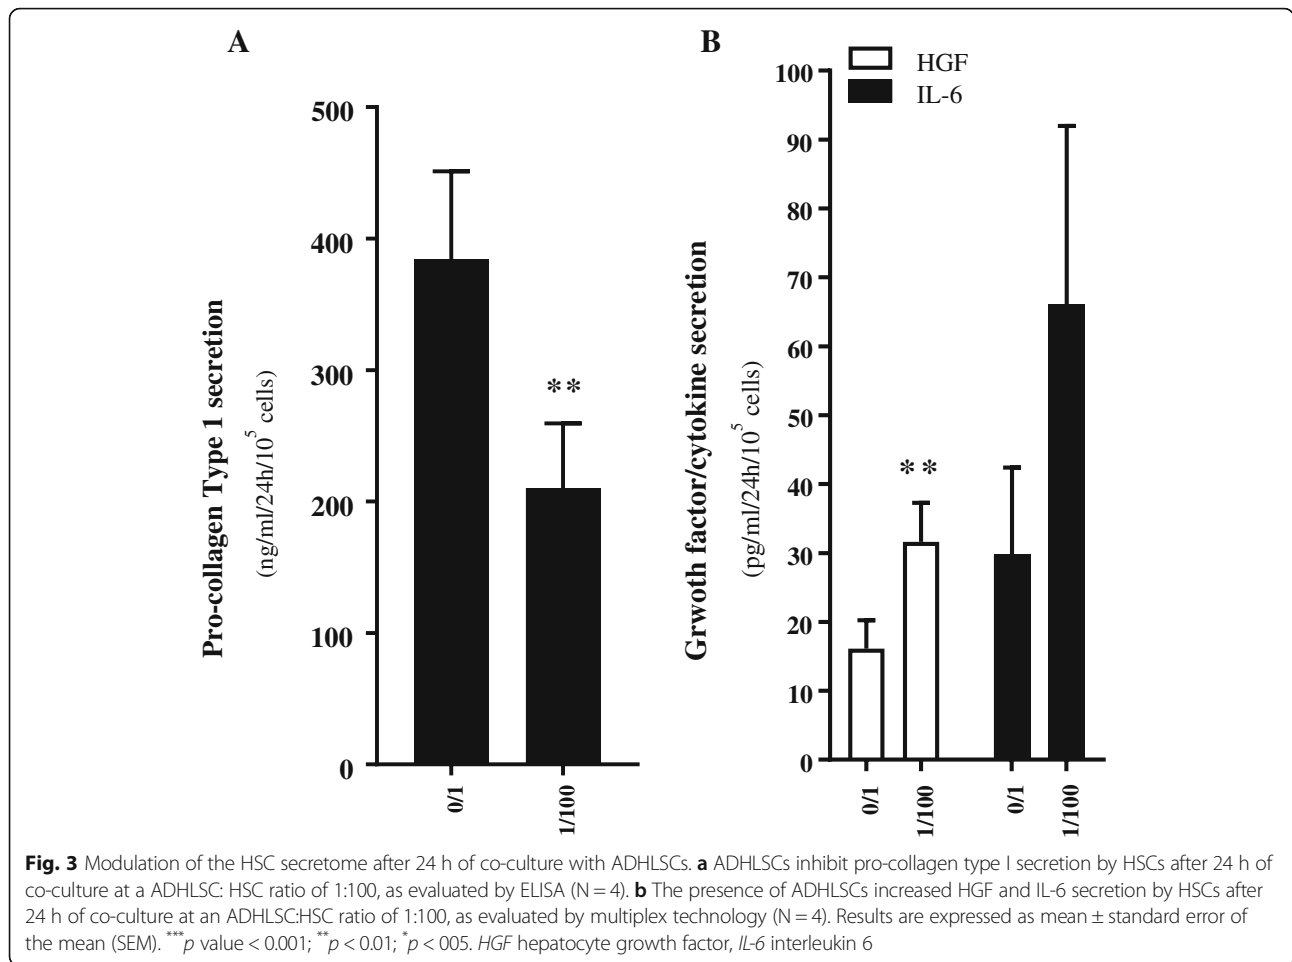 A
Pro-collagen Type 1 secretion
(ng/ml/24h/10⁵ cells)
500
400
300
200
100
0
**
0/1
1/100
B
HGF
IL-6
Grwoth factor/cytokine secretion
(pg/ml/24h/10⁵ cells)
100
90
80
70
60
50
40
30
20
10
0
**
0/1
1/100
0/1
1/100
Fig. 3 Modulation of the HSC secretome after 24 h of co-culture with ADHLSCs. a ADHLSCs inhibit pro-collagen type I secretion by HSCs after 24 h of
co-culture at a ADHLSC: HSC ratio of 1:100, as evaluated by ELISA (N = 4). b The presence of ADHLSCs increased HGF and IL-6 secretion by HSCs after
24 h of co-culture at an ADHLSC:HSC ratio of 1:100, as evaluated by multiplex technology (N = 4). Results are expressed as mean ± standard error of
the mean (SEM). ***p value < 0.001; **p < 0.01; *p < 005. HGF hepatocyte growth factor, IL-6 interleukin 6